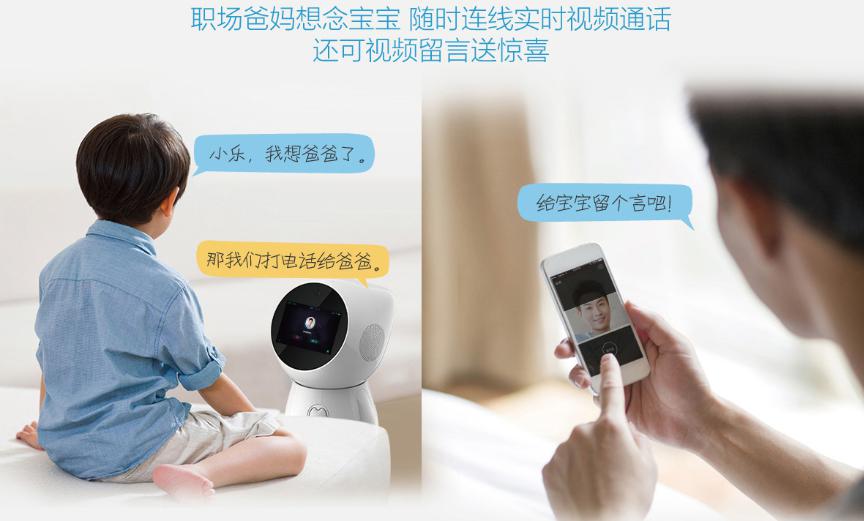 职场爸妈想念宝宝 随时连线实时视频通话
还可视频留言送惊喜
小乐，我想爸爸了。
那我们打电话给爸爸。
给宝宝留个言吧！